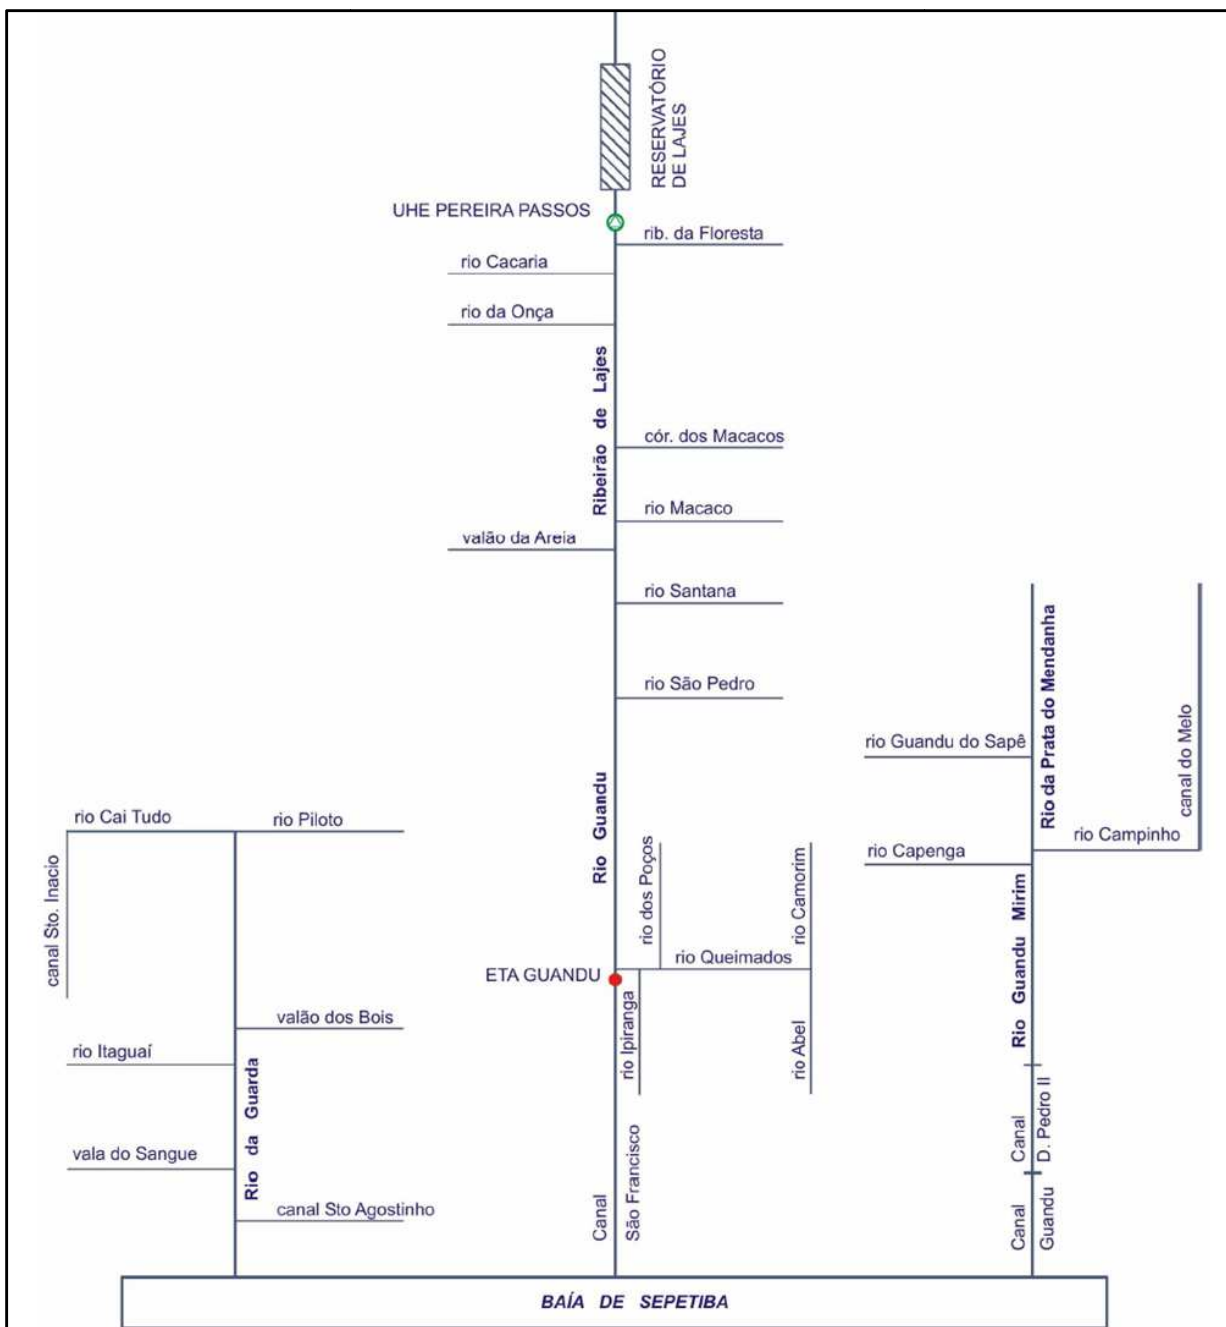 RESERVATÓRIO
DE LAJES
UHE PEREIRA PASSOS
rib. da Floresta
rio Cacaria
rio da Onça
Ribeirão de Lajes
cór. dos Macacos
rio Macaco
valão da Areia
rio Santana
rio São Pedro
Rio da Prata do Mendanha
canal do Melo
rio Guandu do Sapê
Rio Guandu
rio Cai Tudo
rio Piloto
rio Campinho
rio Capenga
canal Sto. Inacio
rio dos Poços
rio Camorim
Rio Guandu Mirim
rio Queimados
ETA GUANDU
rio Ipiranga
rio Abel
valão dos Bois
rio Itaguaí
Rio da Guarda
vala do Sangue
canal Sto Agostinho
Canal
São Francisco
Canal
D. Pedro II
Canal
Guandu
BAÍA DE SEPETIBA